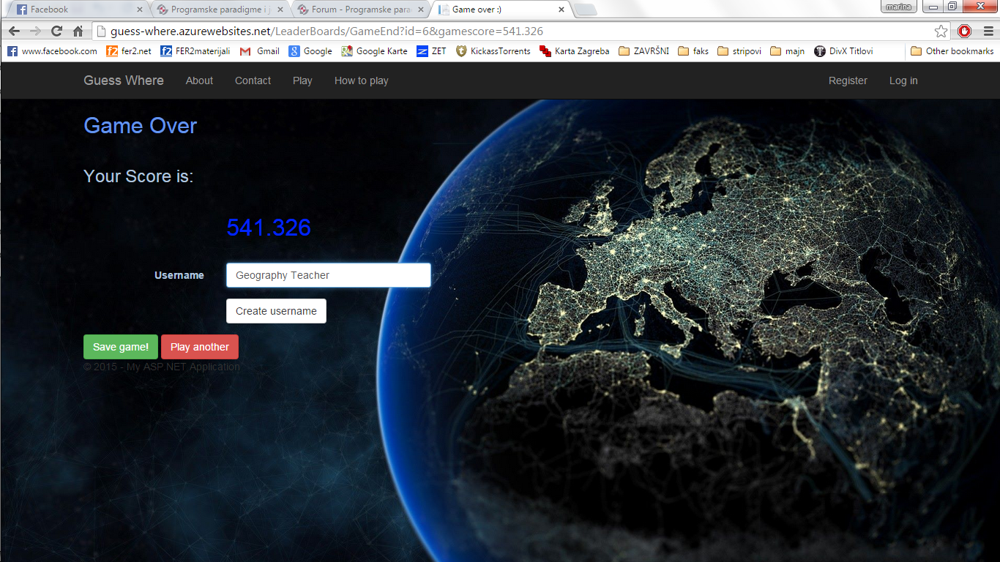 Facebook
Programske paradigme i j
Forum - Programske para
Game over :)
marina
guess-where.azurewebsites.net/LeaderBoards/GameEnd?id=6&gamescore=541.326
www.facebook.com
fer2.net
FER2materijali
Gmail
Google
Google Karte
ZET
KickassTorrents
Karta Zagreba
ZAVRŠNI
faks
stripovi
majn
DivX Titlovi
Other bookmarks
Guess Where
About
Contact
Play
How to play
Register
Log in
Game Over
Your Score is:
541.326
Username
Geography Teacher
Create username
Save game!
Play another
© 2015 - My ASP.NET Application